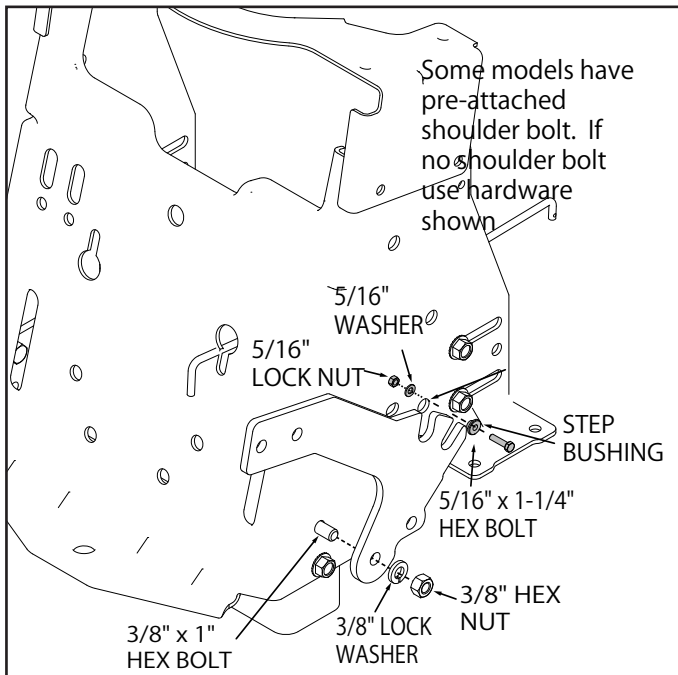 Some models have
pre-attached
shoulder bolt. If
no shoulder bolt
use hardware
shown
5/16"
WASHER
5/16"
LOCK NUT
STEP
BUSHING
5/16" x 1-1/4"
HEX BOLT
3/8" HEX
NUT
3/8" x 1"
HEX BOLT
3/8" LOCK
WASHER